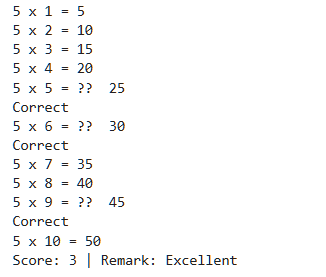 5 x 1 = 5
5 x 2 = 10
5 x 3 = 15
5 x 4 = 20
5 x 5 = ??  25
Correct
5 x 6 = ??  30
Correct
5 x 7 = 35
5 x 8 = 40
5 x 9 = ??  45
Correct
5 x 10 = 50
Score: 3 | Remark: Excellent